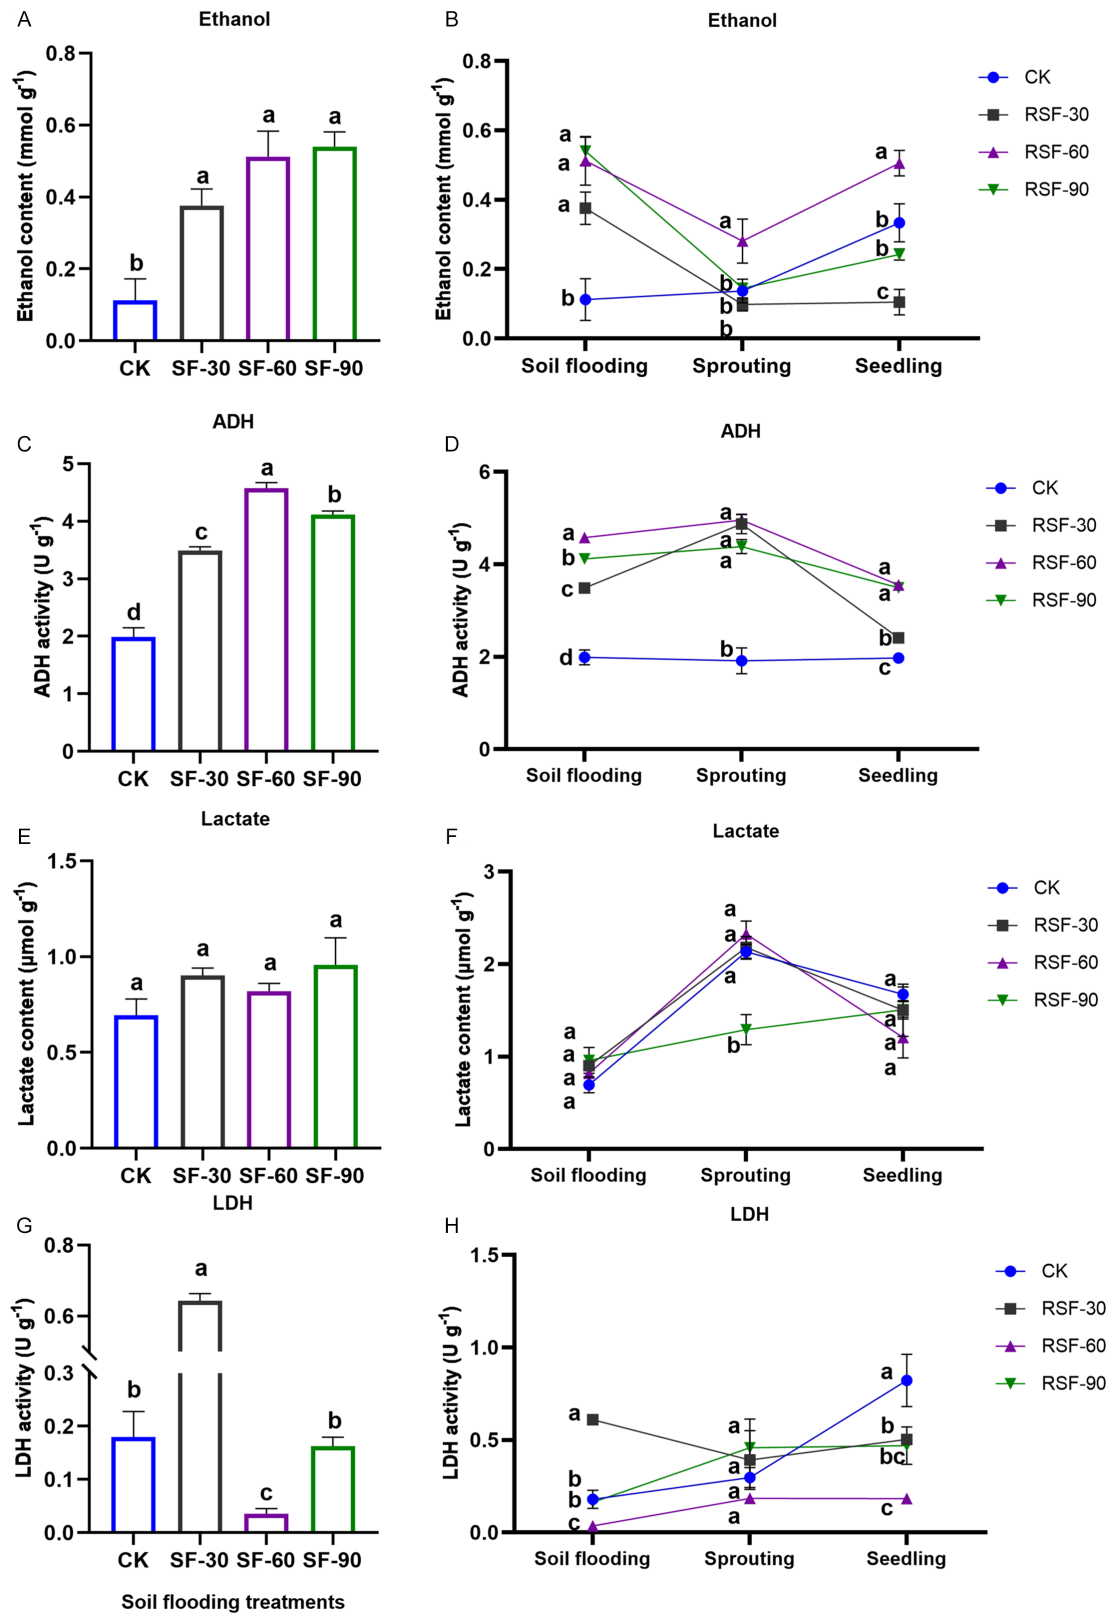 A
Ethanol
Ethanol content (mmol g⁻¹)
0.8
0.6
0.4
0.2
0.0
b
a
a
a
CK SF-30 SF-60 SF-90
B
Ethanol
Ethanol content (mmol g⁻¹)
0.8
0.6
0.4
0.2
0.0
a
a
a
b
a
b
b
b
a
b
b
c
Soil flooding Sprouting Seedling
CK
RSF-30
RSF-60
RSF-90
C
ADH
ADH activity (U g⁻¹)
5
4
3
2
1
0
d
c
a
b
CK SF-30 SF-60 SF-90
D
ADH
ADH activity (U g⁻¹)
6
4
2
0
a
b
c
d
a
a
a
b
a
a
b
c
Soil flooding Sprouting Seedling
CK
RSF-30
RSF-60
RSF-90
E
Lactate
Lactate content (μmol g⁻¹)
1.5
1.0
0.5
0.0
a
a
a
a
CK SF-30 SF-60 SF-90
F
Lactate
Lactate content (μmol g⁻¹)
3
2
1
0
a
a
a
a
a
a
a
b
a
a
a
a
Soil flooding Sprouting Seedling
CK
RSF-30
RSF-60
RSF-90
G
LDH
LDH activity (U g⁻¹)
0.8
0.6
0.3
0.2
0.1
0.0
b
a
c
b
CK SF-30 SF-60 SF-90
Soil flooding treatments
H
LDH
LDH activity (U g⁻¹)
1.5
1.0
0.5
0.0
a
b
b
c
a
a
a
a
a
b
bc
c
Soil flooding Sprouting Seedling
CK
RSF-30
RSF-60
RSF-90